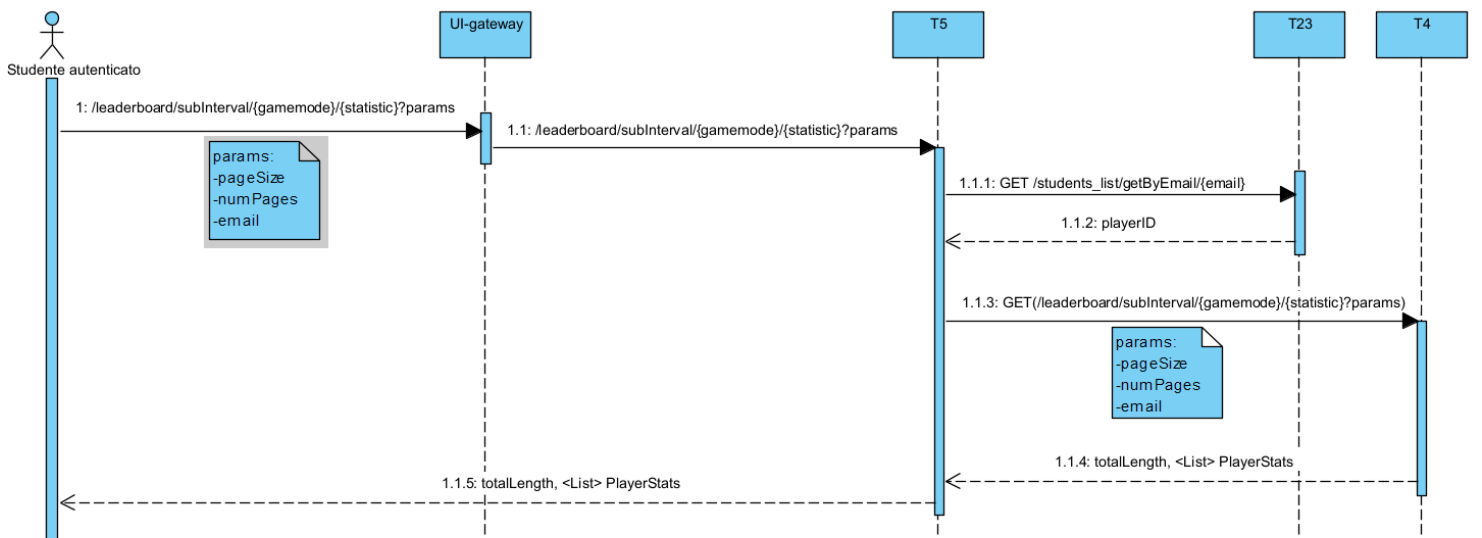 UI-gateway
T5
T23
T4
Studente autenticato
1: /leaderboard/subInterval/{gamemode}/{statistic}?params
1.1: /leaderboard/subInterval/{gamemode}/{statistic}?params
params:
-pageSize
-numPages
-email
1.1.1: GET /students_list/getByEmail/{email}
1.1.2: playerID
1.1.3: GET(/leaderboard/subInterval/{gamemode}/{statistic}?params)
params:
-pageSize
-numPages
-email
1.1.4: totalLength, <List> PlayerStats
1.1.5: totalLength, <List> PlayerStats